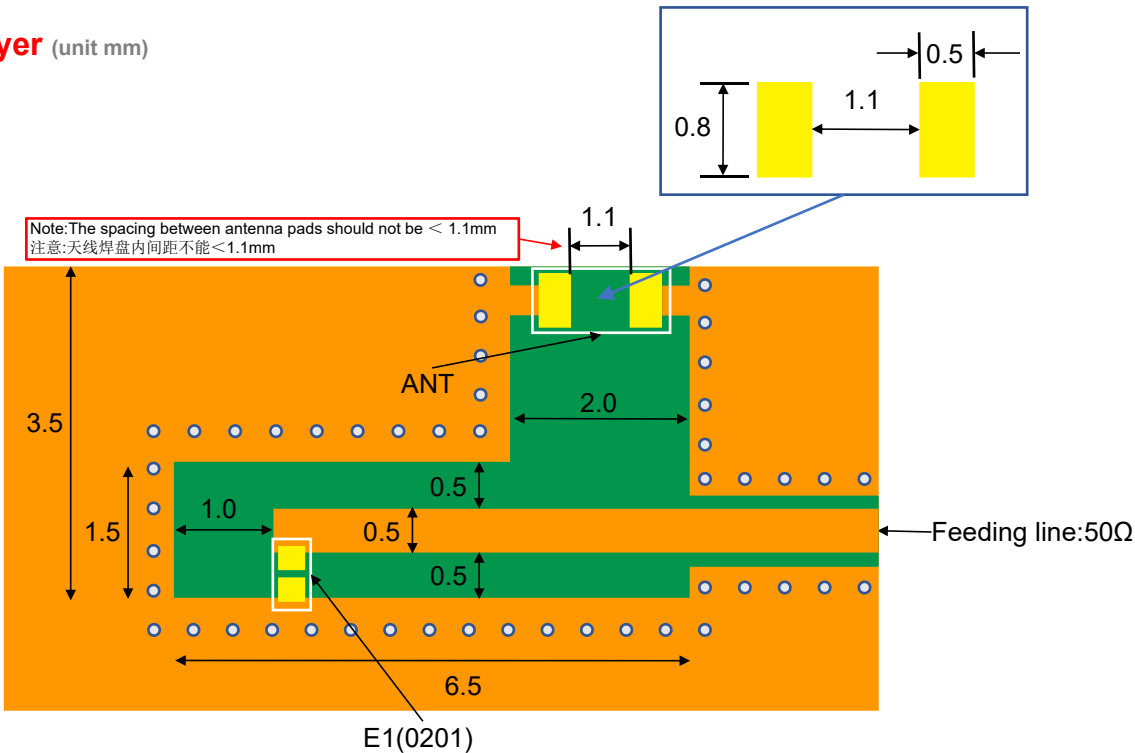 yer (unit mm)
0.5
1.1
0.8
Note:The spacing between antenna pads should not be < 1.1mm
注意:天线焊盘内间距不能<1.1mm
1.1
ANT
2.0
3.5
0.5
1.0
1.5
0.5
Feeding line:50Ω
0.5
6.5
E1(0201)